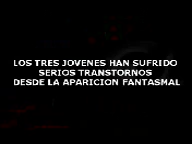 LOS TRES JOVENES HAN SUFRIDO
SERIOS TRANSTORNOS
DESDE LA APARICION FANTASMAL